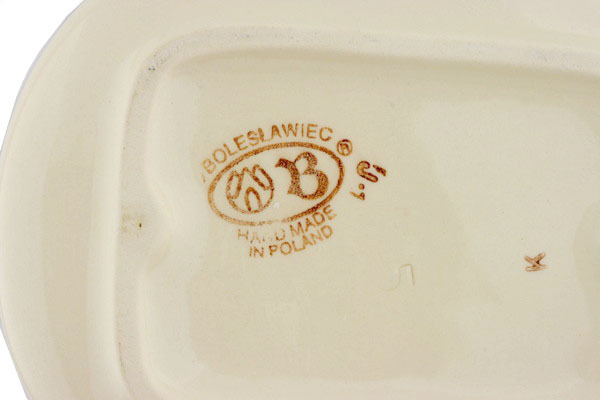 BOLESŁAWIEC ®
B
HAND MADE
IN POLAND
K